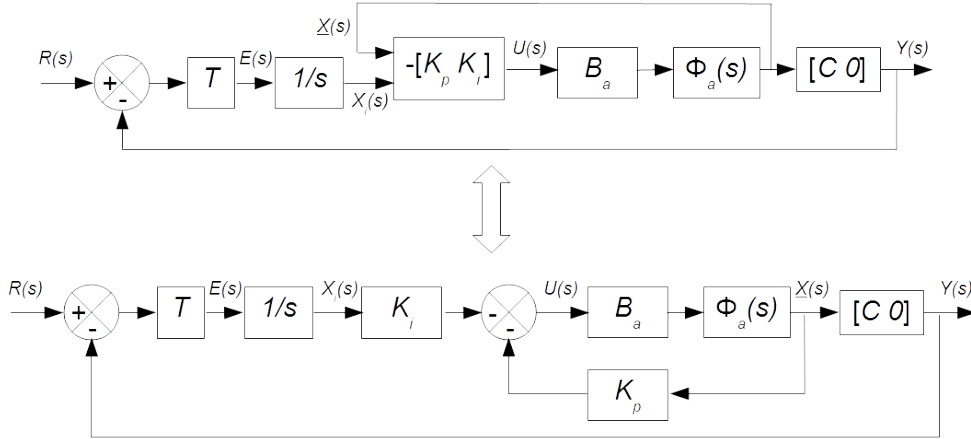 X(s)
R(s) + - T E(s) 1/s X_i(s) -[K_p K_i] U(s) B_a Φ_a(s) [C 0] Y(s)
R(s) + - T E(s) 1/s X_i(s) K_i - - U(s) B_a Φ_a(s) X(s) [C 0] Y(s)
K_p